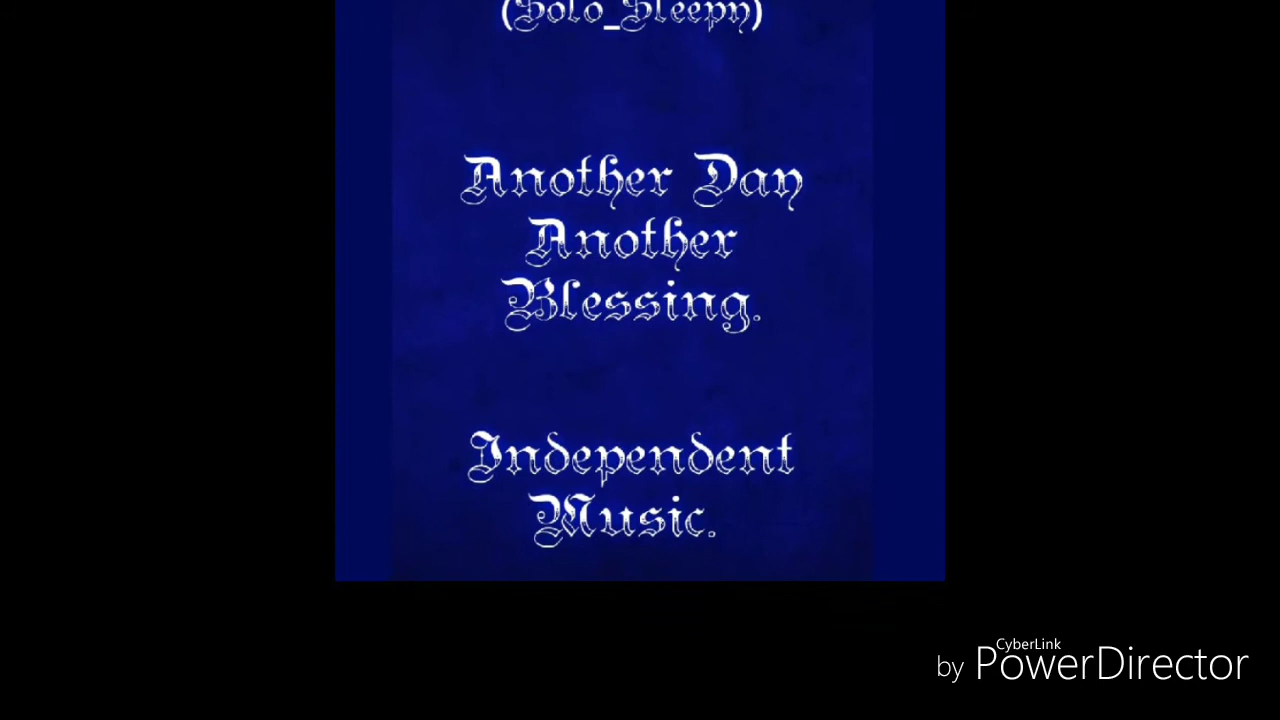 (Solo_Sleepy)
Another Day
Another
Blessing.
Independent
Music.
CyberLink
by PowerDirector